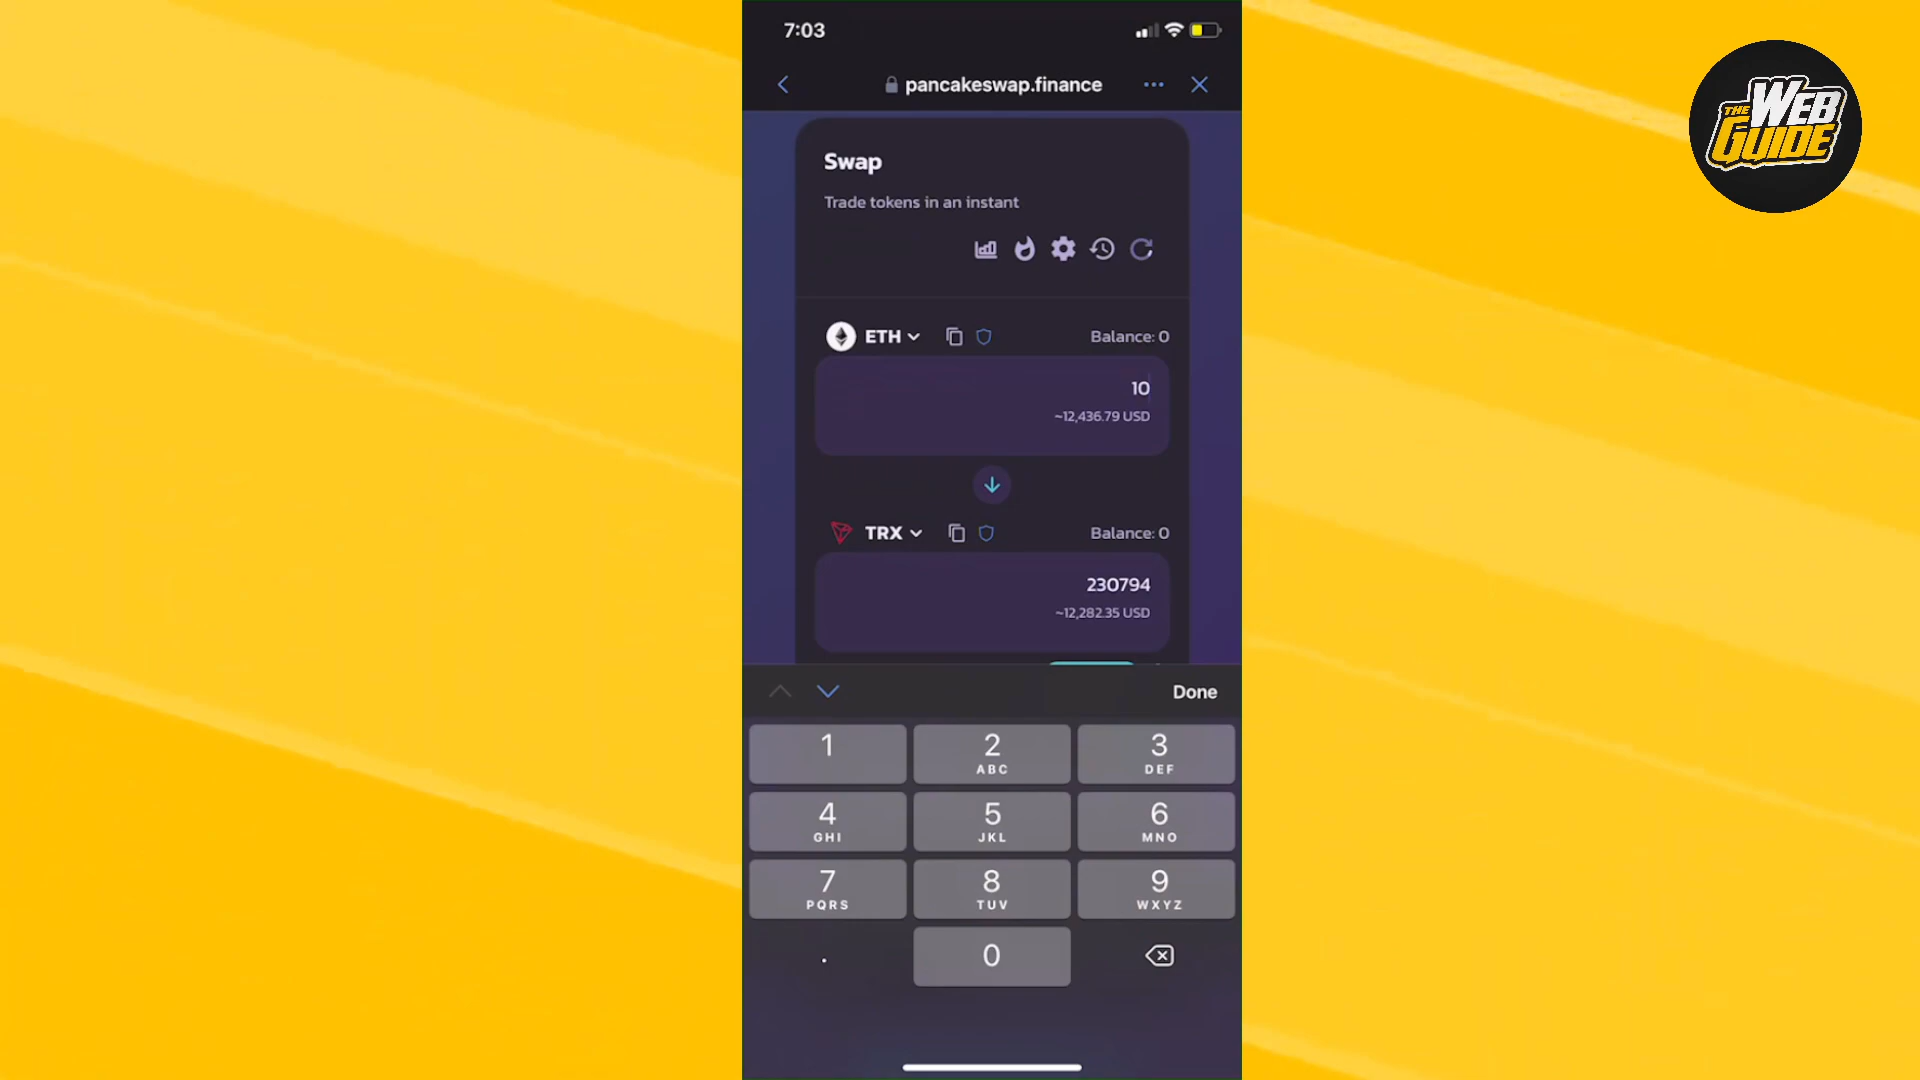 7:03
pancakeswap.finance
THE WEB GUIDE
Swap
Trade tokens in an instant
ETH
Balance: 0
10
~12,436.79 USD
TRX
Balance: 0
230794
~12,282.35 USD
Done
1
2
ABC
3
DEF
4
GHI
5
JKL
6
MNO
7
PQRS
8
TUV
9
WXYZ
.
0